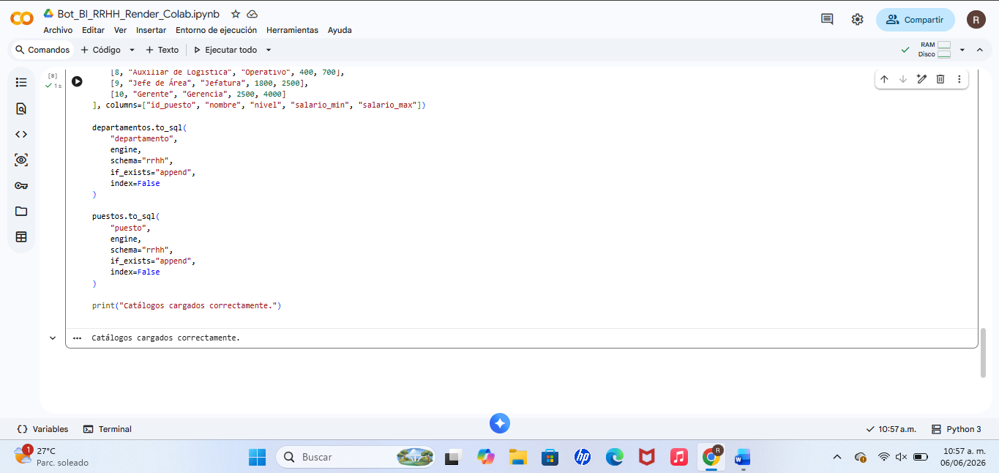 Bot_BI_RRHH_Render_Colab.ipynb
Archivo Editar Ver Insertar Entorno de ejecución Herramientas Ayuda
Compartir
R
Comandos + Código + Texto Ejecutar todo
RAM
Disco
[8]
1 s
[8, "Auxiliar de Logística", "Operativo", 400, 700],
[9, "Jefe de Área", "Jefatura", 1800, 2500],
[10, "Gerente", "Gerencia", 2500, 4000]
], columns=["id_puesto", "nombre", "nivel", "salario_min", "salario_max"])
departamentos.to_sql(
"departamento",
engine,
schema="rrhh",
if_exists="append",
index=False
)
puestos.to_sql(
"puesto",
engine,
schema="rrhh",
if_exists="append",
index=False
)
print("Catálogos cargados correctamente.")
Catálogos cargados correctamente.
{} Variables Terminal
10:57 a.m. Python 3
1
27°C
Parc. soleado
Buscar
hp
R
W
10:57 a. m.
06/06/2026